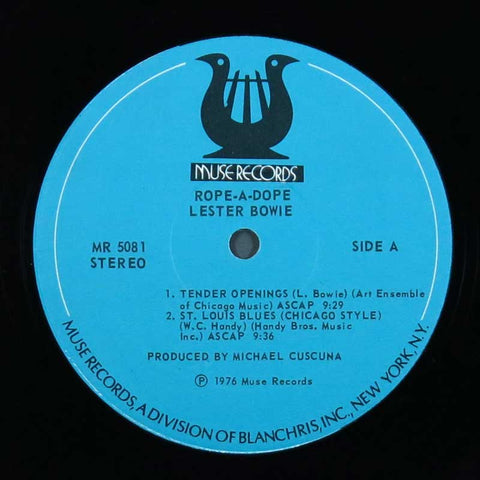 MUSE RECORDS
ROPE-A-DOPE
LESTER BOWIE
MR 5081
STEREO
SIDE A
1. TENDER OPENINGS (L. Bowie) (Art Ensemble
of Chicago Music) ASCAP 9:29
2. ST. LOUIS BLUES (CHICAGO STYLE)
(W.C. Handy) (Handy Bros. Music
Inc.) ASCAP 9:36
PRODUCED BY MICHAEL CUSCUNA
Ⓟ 1976 Muse Records
MUSE RECORDS, A DIVISION OF BLANCHRIS, INC., NEW YORK, N.Y.